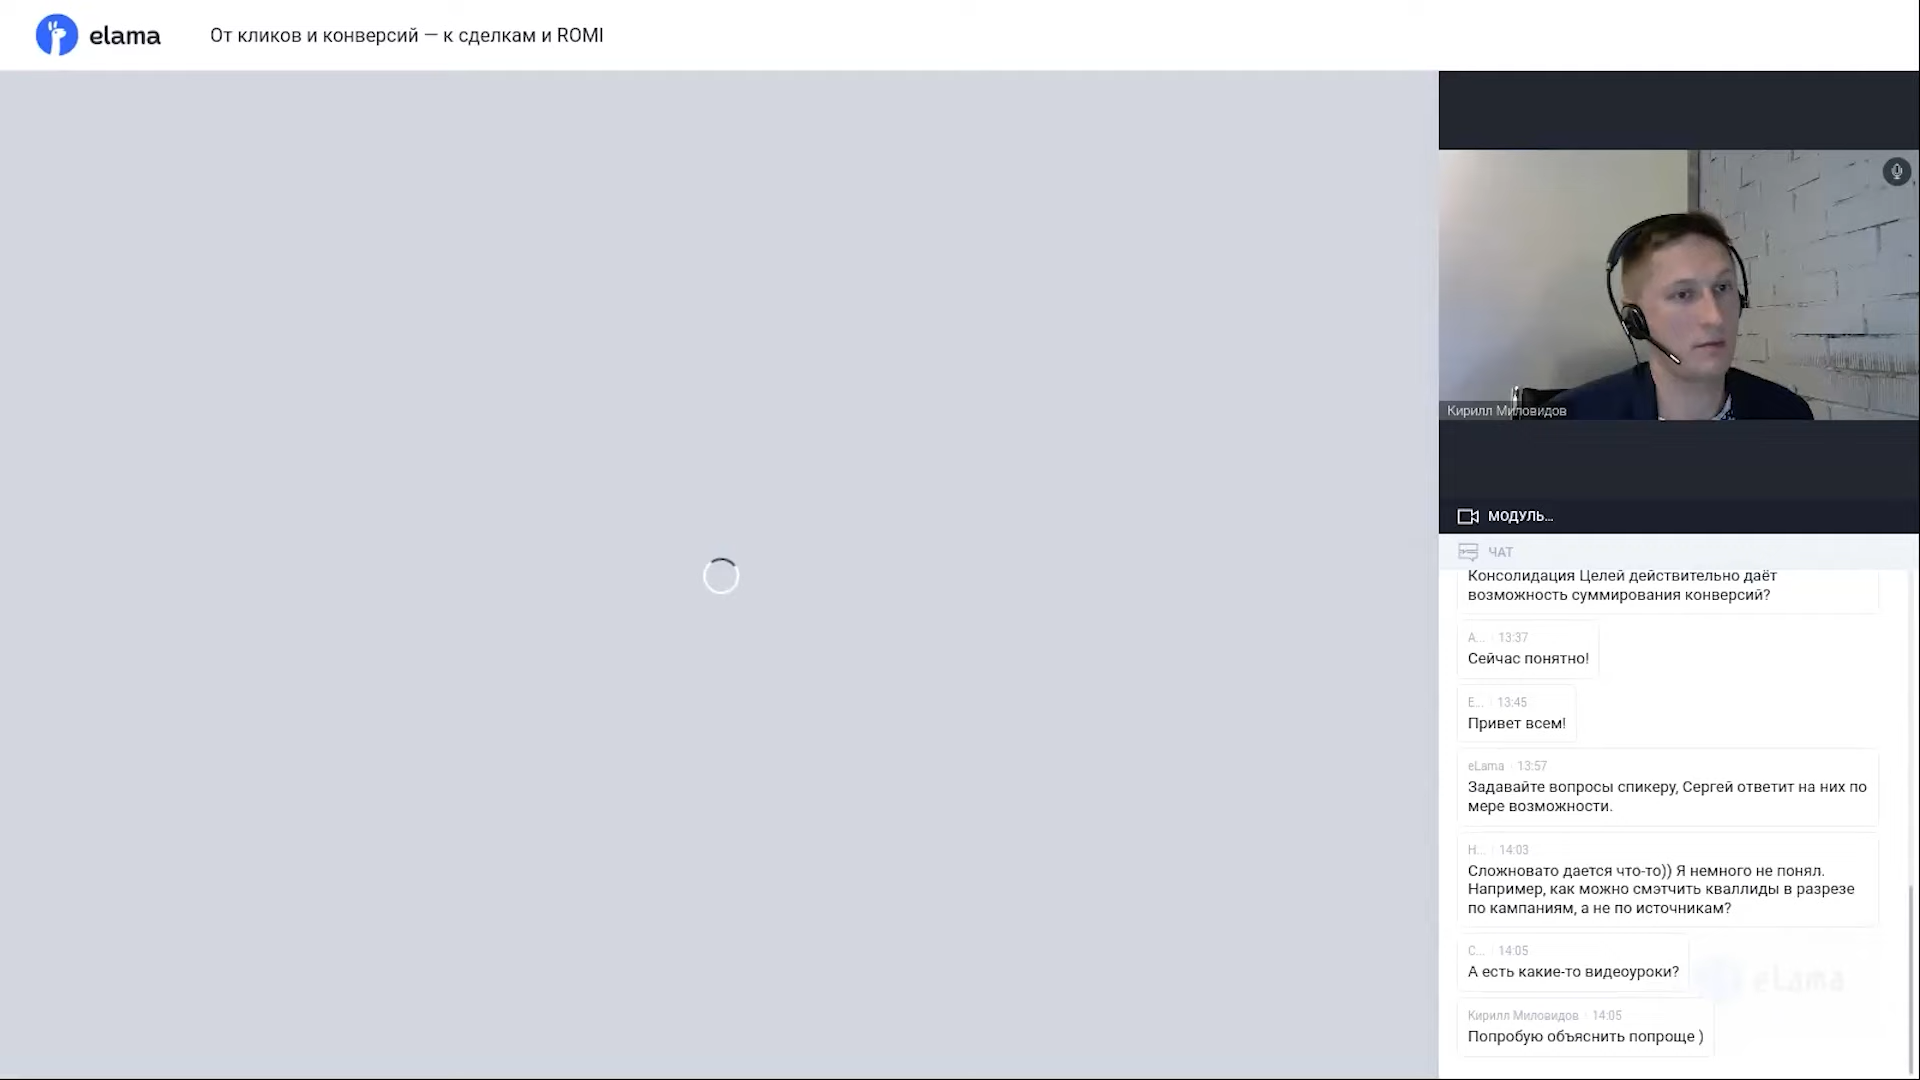 elama
От кликов и конверсий — к сделкам и ROMI
Кирилл Миловидов
МОДУЛЬ...
ЧАТ
Консолидация Целей действительно даёт
возможность суммирования конверсий?
А... · 13:37
Сейчас понятно!
Е... · 13:45
Привет всем!
eLama · 13:57
Задавайте вопросы спикеру, Сергей ответит на них по
мере возможности.
Н... · 14:03
Сложновато дается что-то)) Я немного не понял.
Например, как можно смэтчить кваллиды в разрезе
по кампаниям, а не по источникам?
С... · 14:05
А есть какие-то видеоуроки?
eLama
Кирилл Миловидов · 14:05
Попробую объяснить попроще )